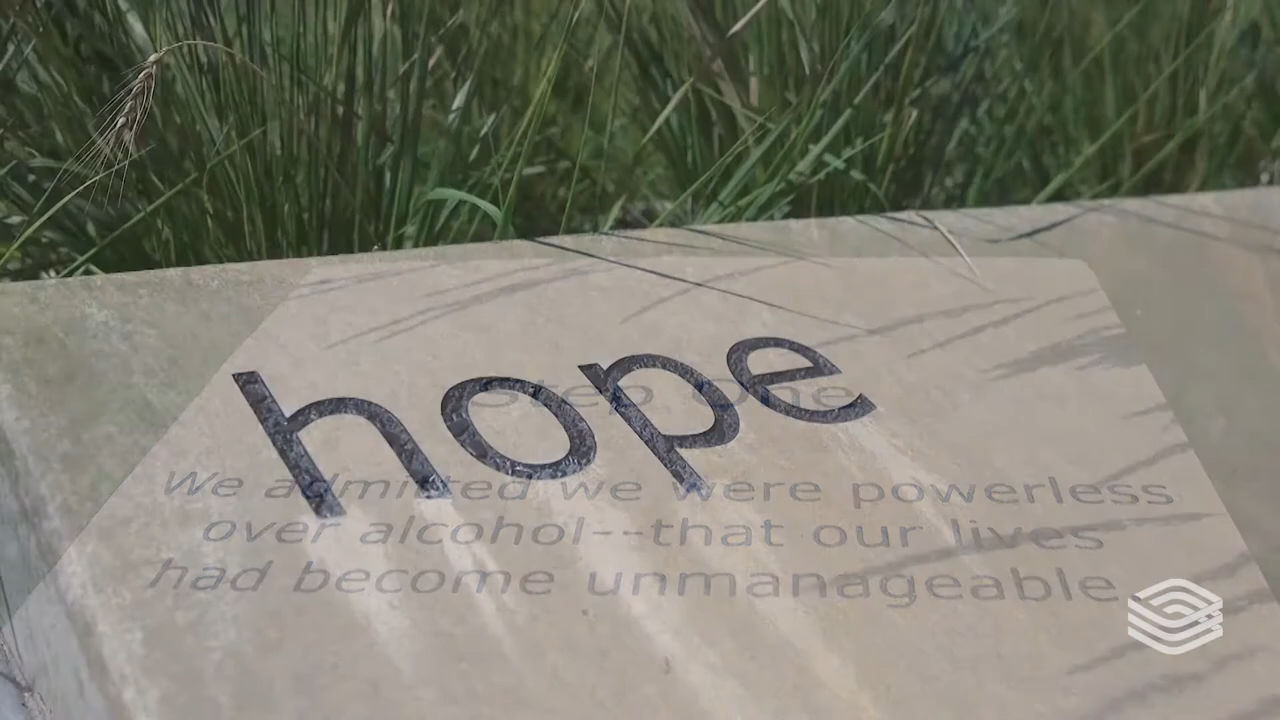 hope
Step One
We admitted we were powerless
over alcohol--that our lives
had become unmanageable